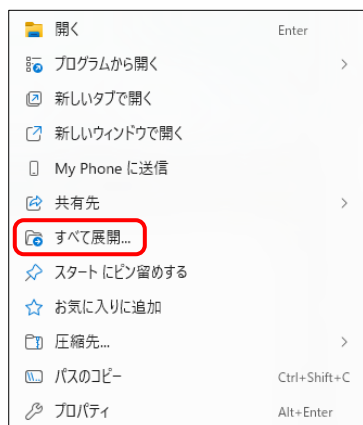 開く Enter
プログラムから開く
新しいタブで開く
新しいウィンドウで開く
My Phone に送信
共有先
すべて展開...
スタート にピン留めする
お気に入りに追加
圧縮先...
パスのコピー Ctrl+Shift+C
プロパティ Alt+Enter